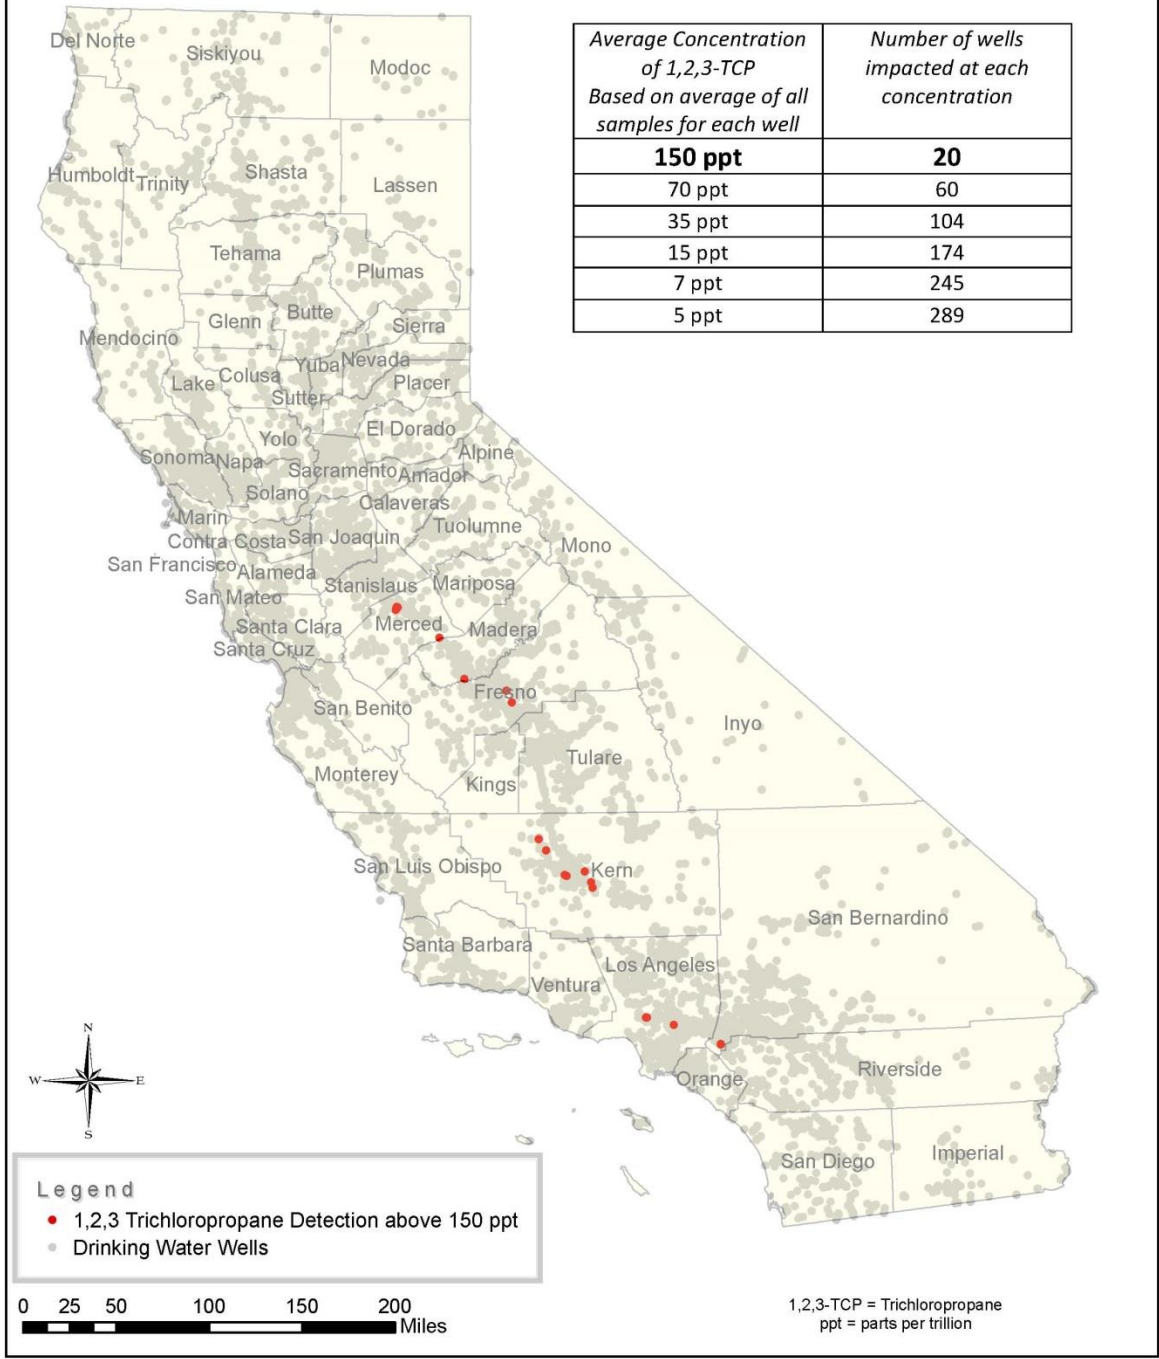 Average Concentration
of 1,2,3-TCP
Based on average of all
samples for each well
Number of wells
impacted at each
concentration
150 ppt 20
70 ppt 60
35 ppt 104
15 ppt 174
7 ppt 245
5 ppt 289
Del Norte
Siskiyou
Modoc
Humboldt
Trinity
Shasta
Lassen
Tehama
Plumas
Mendocino
Glenn
Butte
Sierra
Lake
Colusa
Yuba
Nevada
Sutter
Placer
Yolo
El Dorado
Alpine
Sonoma
Napa
Sacramento
Amador
Solano
Calaveras
Marin
Contra Costa
San Joaquin
Tuolumne
Mono
San Francisco
Alameda
Stanislaus
Mariposa
San Mateo
Santa Clara
Merced
Madera
Santa Cruz
Fresno
San Benito
Inyo
Monterey
Kings
Tulare
San Luis Obispo
Kern
San Bernardino
Santa Barbara
Ventura
Los Angeles
Orange
Riverside
San Diego
Imperial
N
W
E
S
Legend
1,2,3 Trichloropropane Detection above 150 ppt
Drinking Water Wells
0 25 50 100 150 200
Miles
1,2,3-TCP = Trichloropropane
ppt = parts per trillion